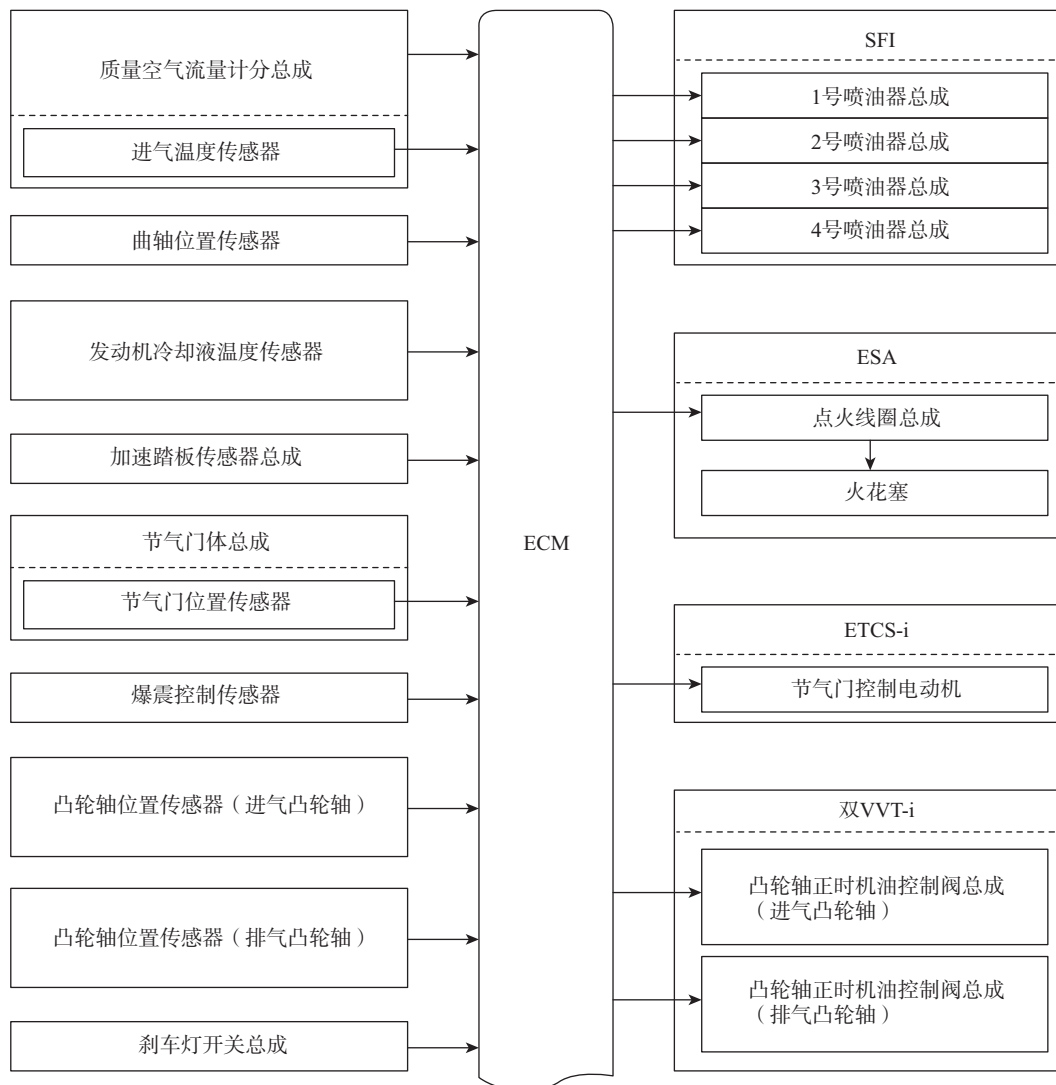 质量空气流量计分总成
进气温度传感器
曲轴位置传感器
发动机冷却液温度传感器
加速踏板传感器总成
节气门体总成
节气门位置传感器
爆震控制传感器
凸轮轴位置传感器（进气凸轮轴）
凸轮轴位置传感器（排气凸轮轴）
刹车灯开关总成
ECM
SFI
1号喷油器总成
2号喷油器总成
3号喷油器总成
4号喷油器总成
ESA
点火线圈总成
火花塞
ETCS-i
节气门控制电动机
双VVT-i
凸轮轴正时机油控制阀总成
（进气凸轮轴）
凸轮轴正时机油控制阀总成
（排气凸轮轴）